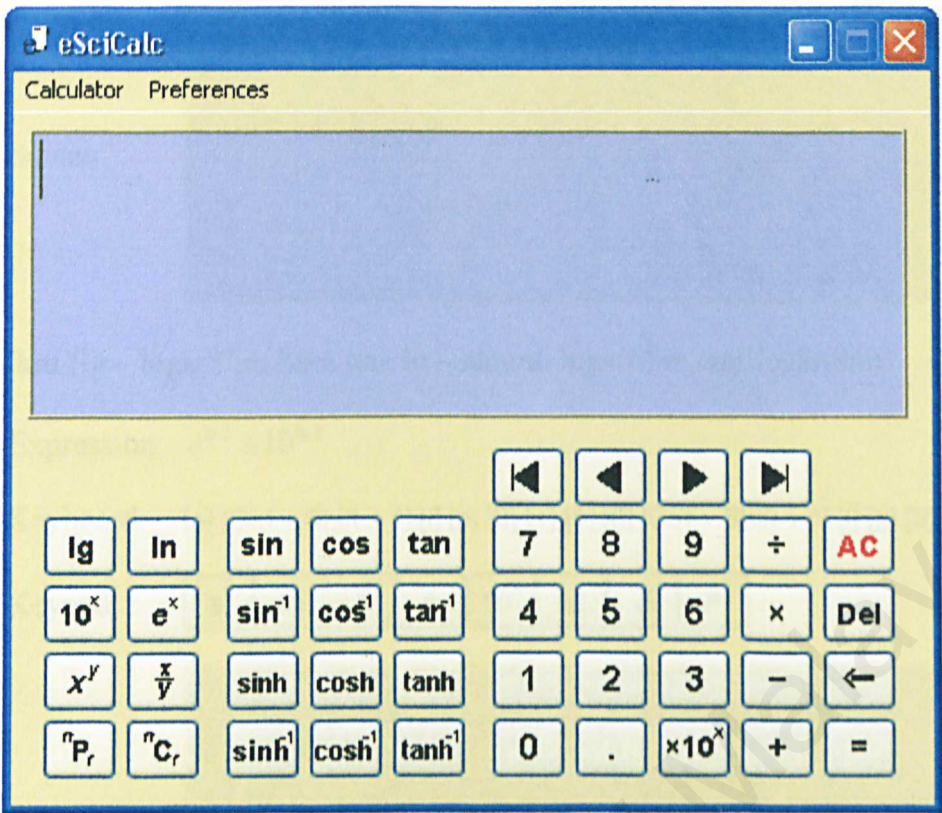 eSciCalc
Calculator Preferences
lg ln sin cos tan 7 8 9 ÷ AC
10ˣ eˣ sin⁻¹ cos⁻¹ tan⁻¹ 4 5 6 × Del
xʸ x/y sinh cosh tanh 1 2 3 − ←
ⁿPᵣ ⁿCᵣ sinh⁻¹ cosh⁻¹ tanh⁻¹ 0 . ×10ˣ + =
Mala